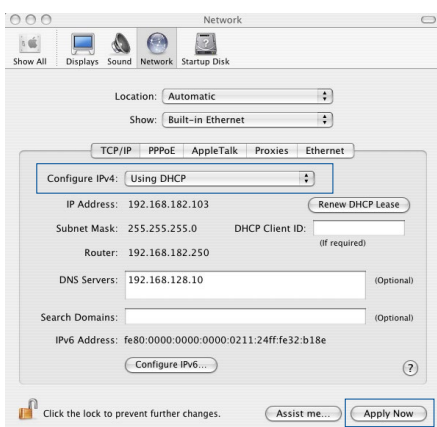 Network
Show All Displays Sound Network Startup Disk
Location: Automatic
Show: Built-in Ethernet
TCP/IP PPPoE AppleTalk Proxies Ethernet
Configure IPv4: Using DHCP
IP Address: 192.168.182.103 Renew DHCP Lease
Subnet Mask: 255.255.255.0 DHCP Client ID:
(If required)
Router: 192.168.182.250
DNS Servers: 192.168.128.10 (Optional)
Search Domains: (Optional)
IPv6 Address: fe80:0000:0000:0000:0211:24ff:fe32:b18e
Configure IPv6... ?
Click the lock to prevent further changes. Assist me... Apply Now